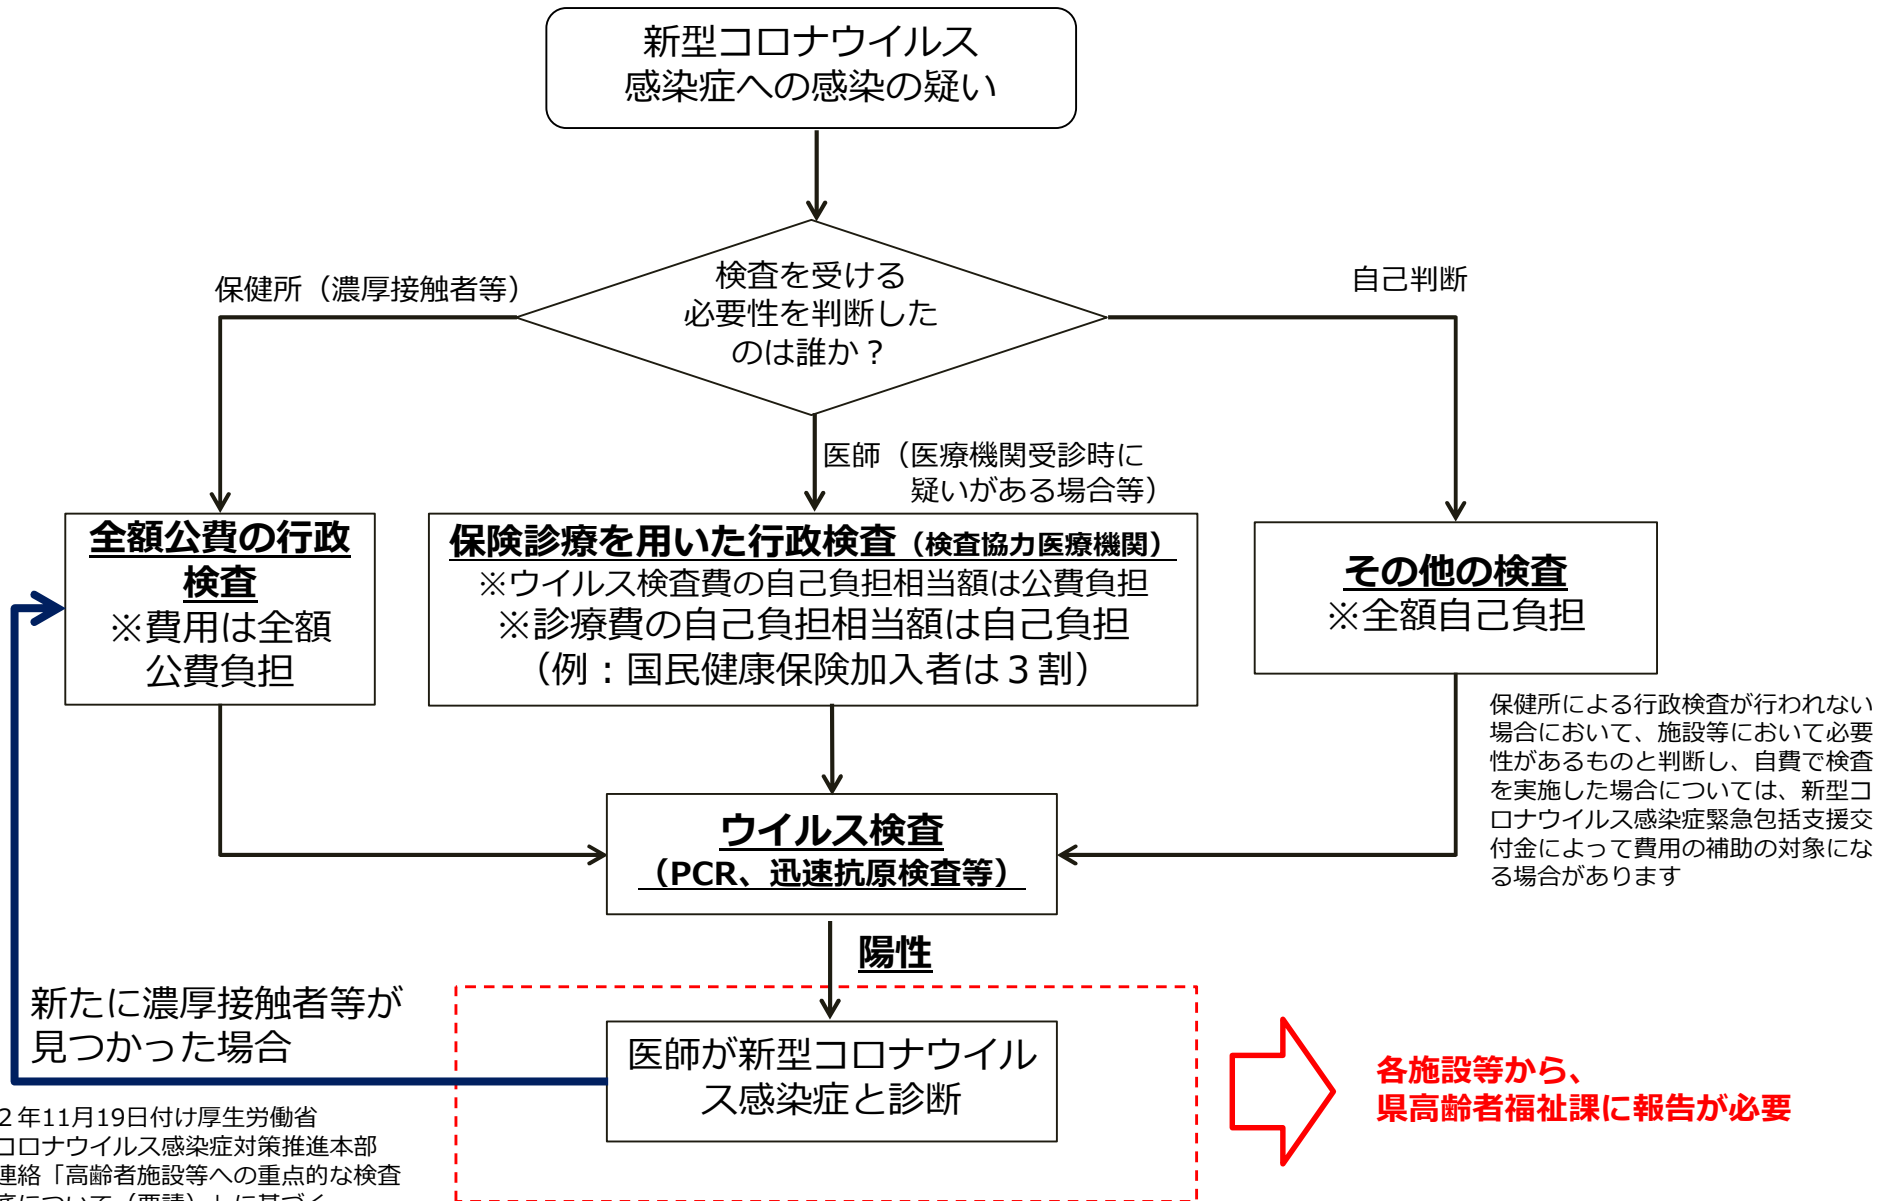 新型コロナウイルス
感染症への感染の疑い
検査を受ける
必要性を判断した
のは誰か？
保健所（濃厚接触者等）
自己判断
医師（医療機関受診時に
疑いがある場合等）
全額公費の行政
検査
※費用は全額
公費負担
保険診療を用いた行政検査（検査協力医療機関）
※ウイルス検査費の自己負担相当額は公費負担
※診療費の自己負担相当額は自己負担
（例：国民健康保険加入者は３割）
その他の検査
※全額自己負担
保健所による行政検査が行われない
場合において、施設等において必要
性があるものと判断し、自費で検査
を実施した場合については、新型コ
ロナウイルス感染症緊急包括支援交
付金によって費用の補助の対象にな
る場合があります
ウイルス検査
（PCR、迅速抗原検査等）
陽性
新たに濃厚接触者等が
見つかった場合
医師が新型コロナウイル
ス感染症と診断
各施設等から、
県高齢者福祉課に報告が必要
２年11月19日付け厚生労働省
コロナウイルス感染症対策推進本部
連絡「高齢者施設等への重点的な検査
について（要請）」に基づく